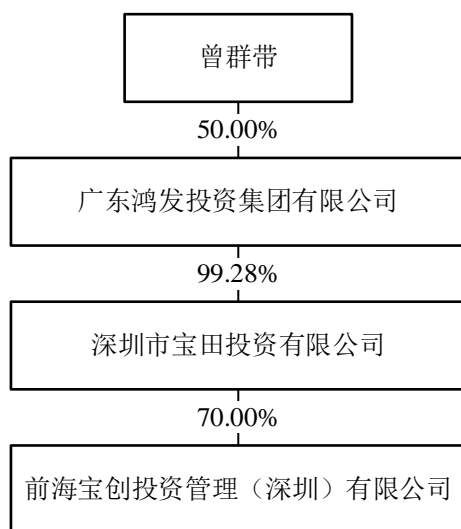 曾群带
50.00%
广东鸿发投资集团有限公司
99.28%
深圳市宝田投资有限公司
70.00%
前海宝创投资管理（深圳）有限公司